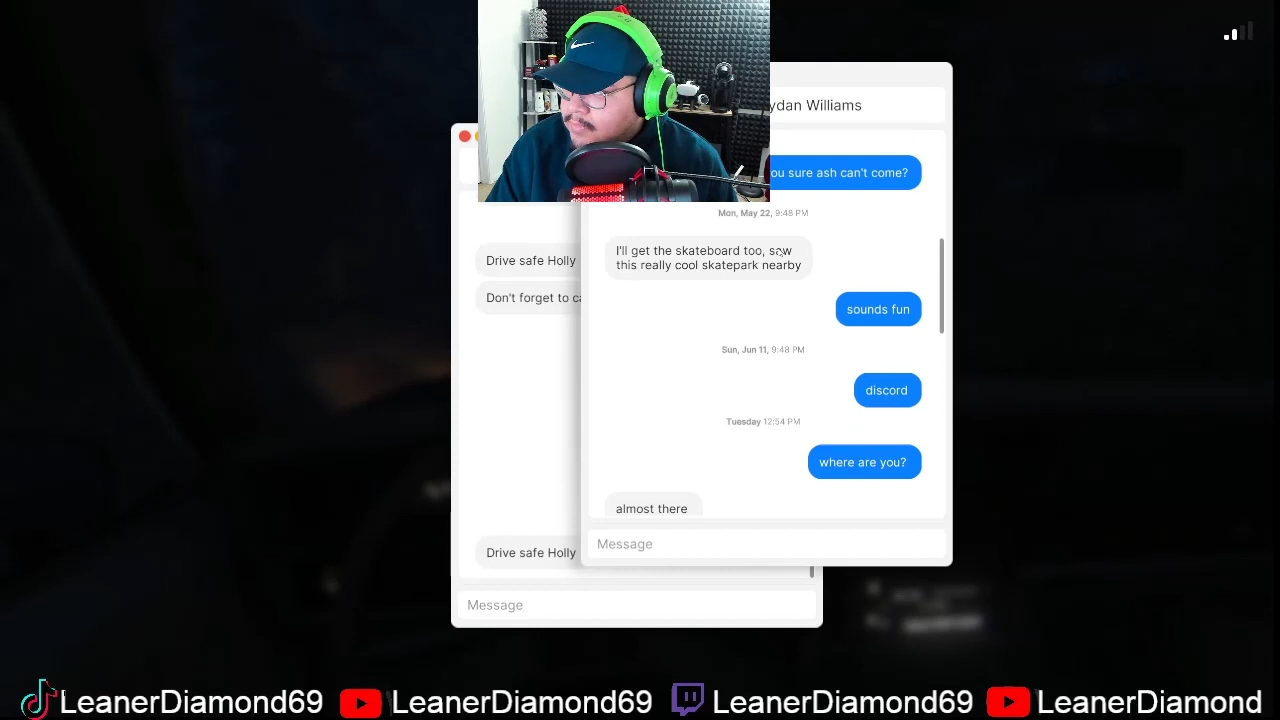 ydan Williams
ou sure ash can't come?
Mon, May 22, 9:48 PM
I'll get the skateboard too, saw
this really cool skatepark nearby
sounds fun
Sun, Jun 11, 9:48 PM
discord
Tuesday 12:54 PM
where are you?
almost there
Message
Drive safe Holly
Don't forget to ca
Drive safe Holly
Message
LeanerDiamond69 LeanerDiamond69 LeanerDiamond69 LeanerDiamond